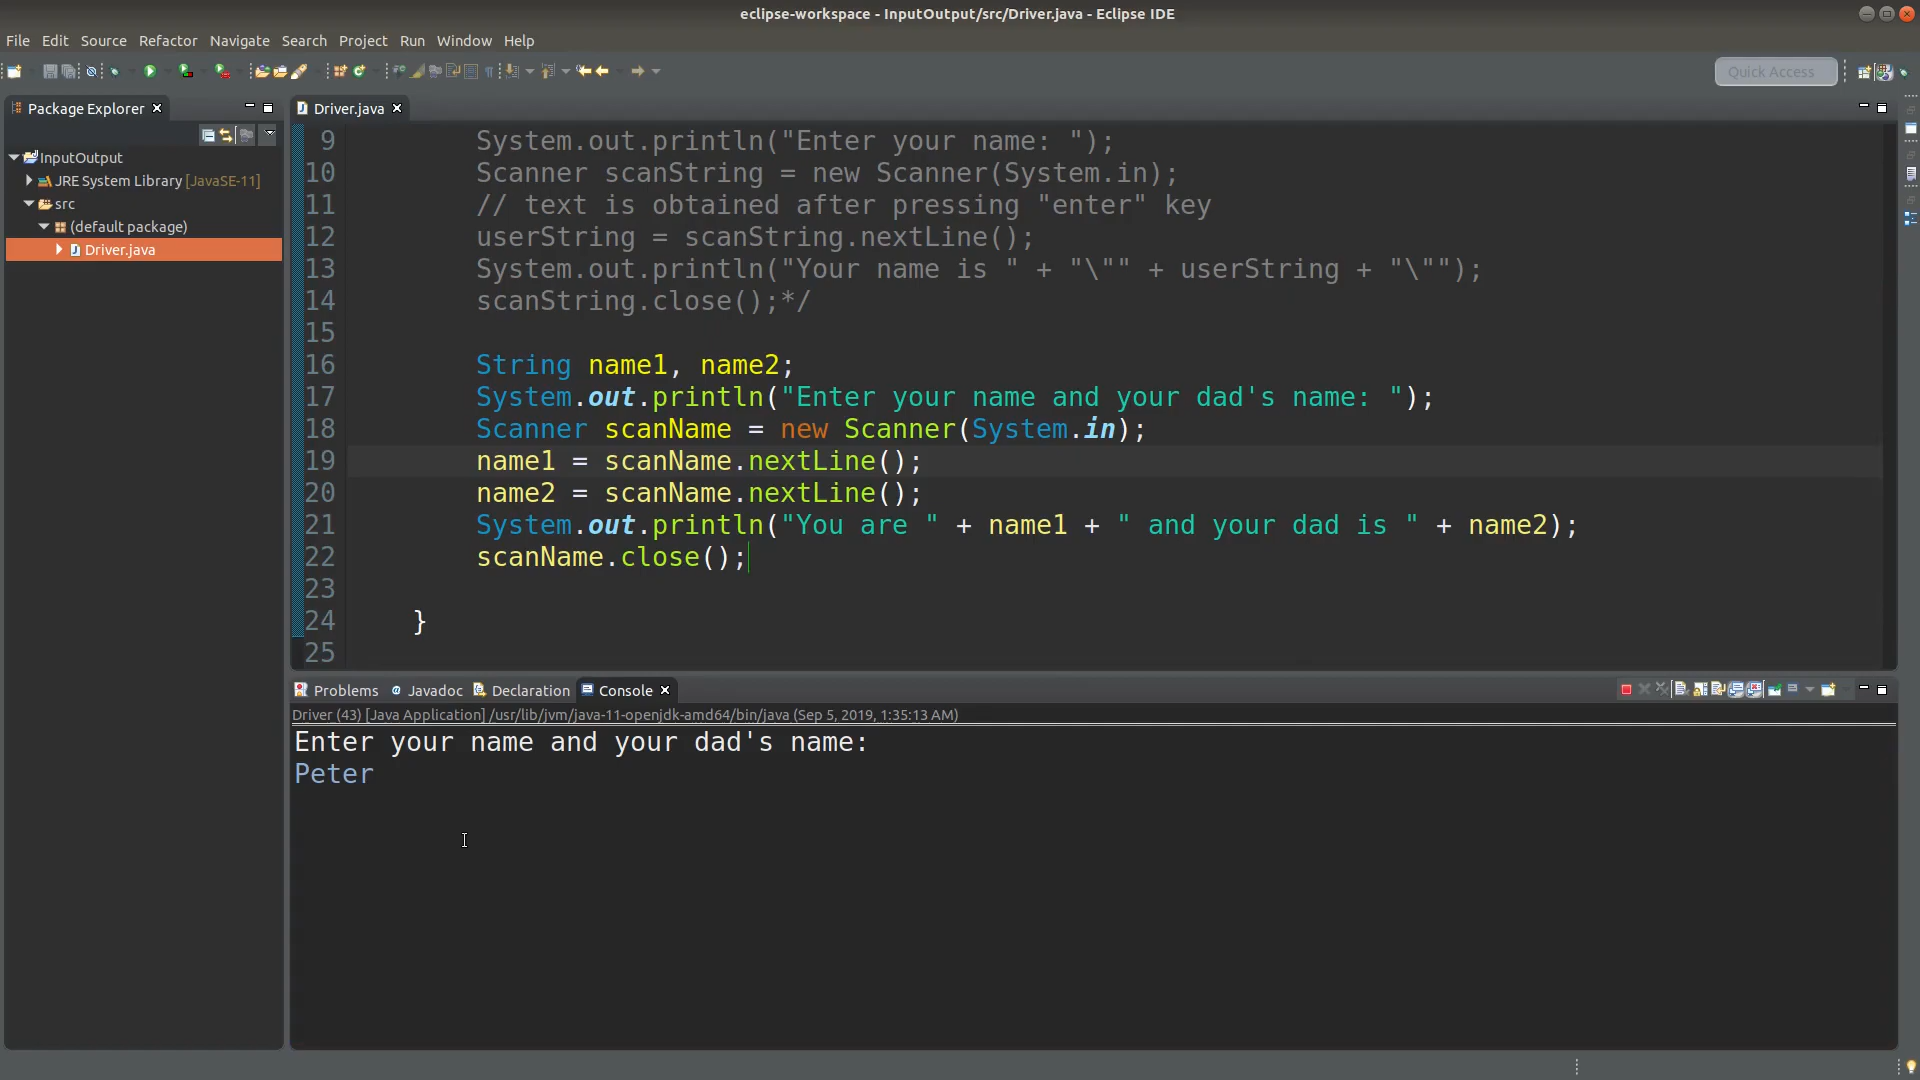 eclipse-workspace - InputOutput/src/Driver.java - Eclipse IDE
File Edit Source Refactor Navigate Search Project Run Window Help
Quick Access
Package Explorer
Driver.java
InputOutput
JRE System Library [JavaSE-11]
src
(default package)
Driver.java
9 System.out.println("Enter your name: ");
10 Scanner scanString = new Scanner(System.in);
11 // text is obtained after pressing "enter" key
12 userString = scanString.nextLine();
13 System.out.println("Your name is " + "\"" + userString + "\"");
14 scanString.close();*/
15
16 String name1, name2;
17 System.out.println("Enter your name and your dad's name: ");
18 Scanner scanName = new Scanner(System.in);
19 name1 = scanName.nextLine();
20 name2 = scanName.nextLine();
21 System.out.println("You are " + name1 + " and your dad is " + name2);
22 scanName.close();
23
24 }
25
Problems Javadoc Declaration Console
Driver (43) [Java Application] /usr/lib/jvm/java-11-openjdk-amd64/bin/java (Sep 5, 2019, 1:35:13 AM)
Enter your name and your dad's name:
Peter